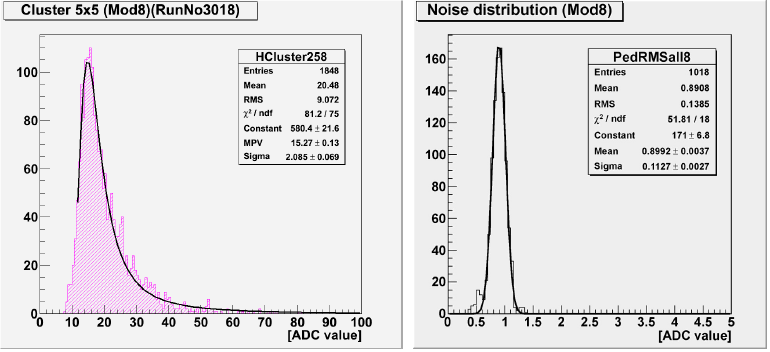 Cluster 5x5 (Mod8)(RunNo3018)
HCluster258
Entries 1848
Mean 20.48
RMS 9.072
χ² / ndf 81.2 / 75
Constant 580.4 ± 21.6
MPV 15.27 ± 0.13
Sigma 2.085 ± 0.069
100
80
60
40
20
0
0 10 20 30 40 50 60 70 80 90 100
[ADC value]
Noise distribution (Mod8)
PedRMSall8
Entries 1018
Mean 0.8908
RMS 0.1385
χ² / ndf 51.81 / 18
Constant 171 ± 6.8
Mean 0.8992 ± 0.0037
Sigma 0.1127 ± 0.0027
160
140
120
100
80
60
40
20
0
0 0.5 1 1.5 2 2.5 3 3.5 4 4.5 5
[ADC value]